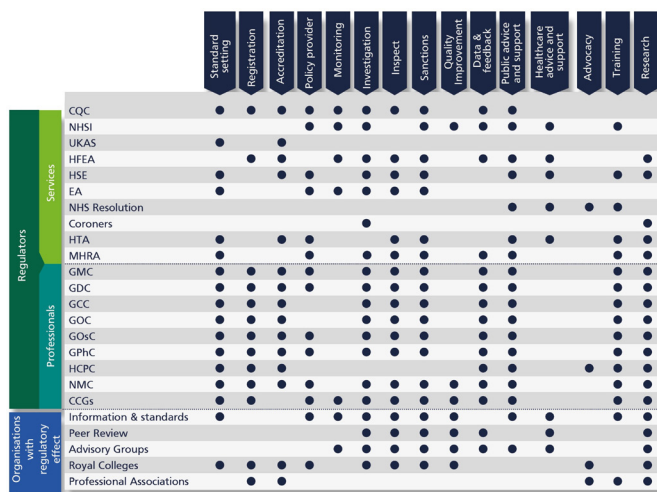 Standard
setting
Registration
Accreditation
Policy provider
Monitoring
Investigation
Inspect
Sanctions
Quality
Improvement
Data &
feedback
Public advice
and support
Healthcare
advice and
support
Advocacy
Training
Research
Regulators
Services
CQC
NHSI
UKAS
HFEA
HSE
EA
NHS Resolution
Coroners
HTA
MHRA
Professionals
GMC
GDC
GCC
GOC
GOsC
GPhC
HCPC
NMC
CCGs
Organisations
with
regulatory
effect
Information & standards
Peer Review
Advisory Groups
Royal Colleges
Professional Associations